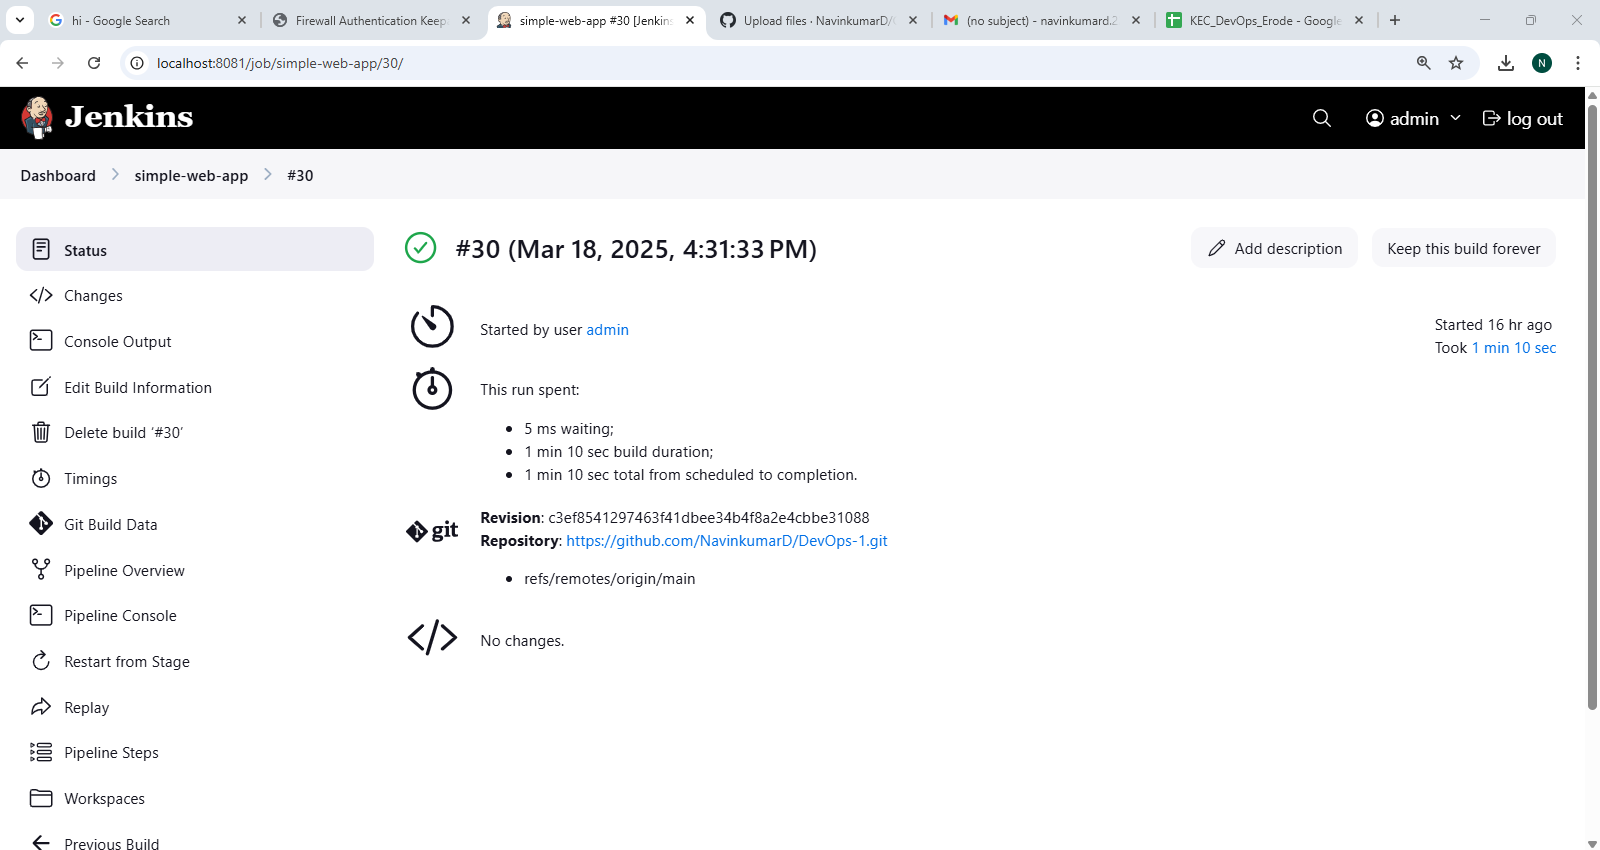 hi - Google Search
Firewall Authentication Keep
simple-web-app #30 [Jenkins
Upload files · NavinkumarD/
(no subject) - navinkumard.2
KEC_DevOps_Erode - Google
localhost:8081/job/simple-web-app/30/
N
Jenkins
admin
log out
Dashboard
simple-web-app
#30
Status
Changes
Console Output
Edit Build Information
Delete build ‘#30’
Timings
Git Build Data
Pipeline Overview
Pipeline Console
Restart from Stage
Replay
Pipeline Steps
Workspaces
Previous Build
#30 (Mar 18, 2025, 4:31:33 PM)
Add description
Keep this build forever
Started by user admin
Started 16 hr ago
Took 1 min 10 sec
This run spent:
5 ms waiting;
1 min 10 sec build duration;
1 min 10 sec total from scheduled to completion.
git
Revision: c3ef8541297463f41dbee34b4f8a2e4cbbe31088
Repository: https://github.com/NavinkumarD/DevOps-1.git
refs/remotes/origin/main
No changes.